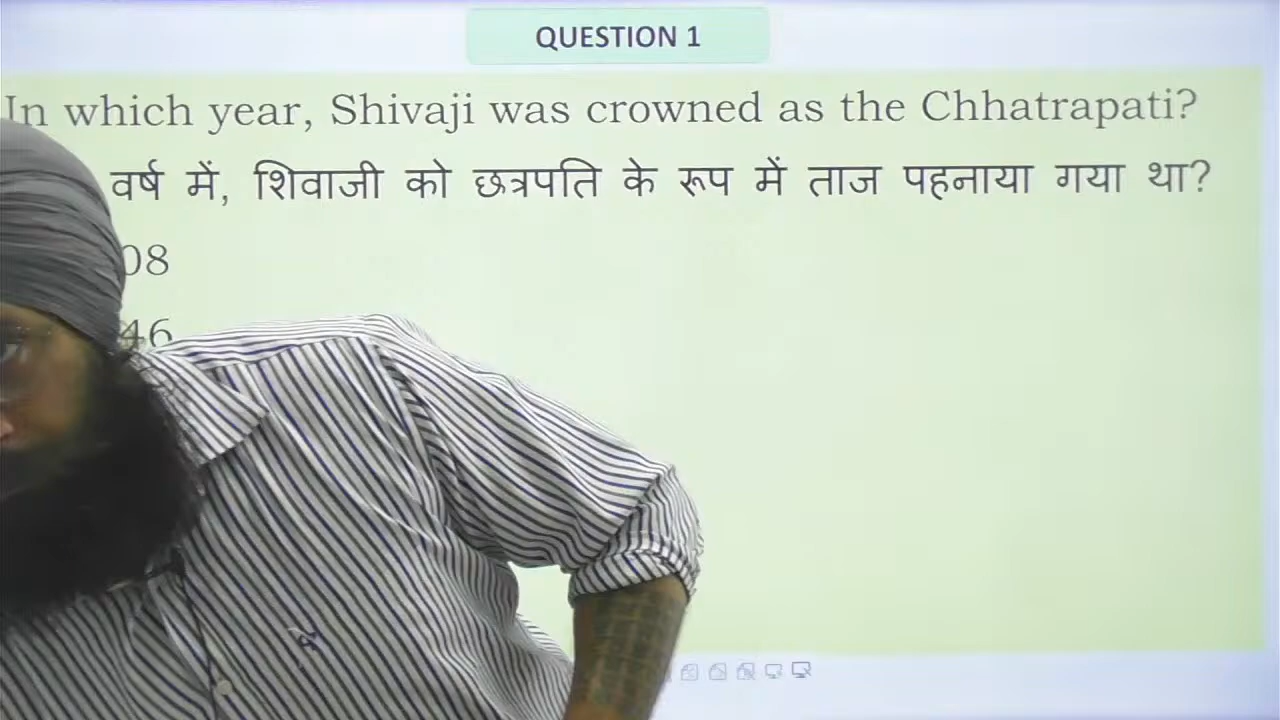 QUESTION 1
In which year, Shivaji was crowned as the Chhatrapati?
वर्ष में, शिवाजी को छत्रपति के रूप में ताज पहनाया गया था?
08
46